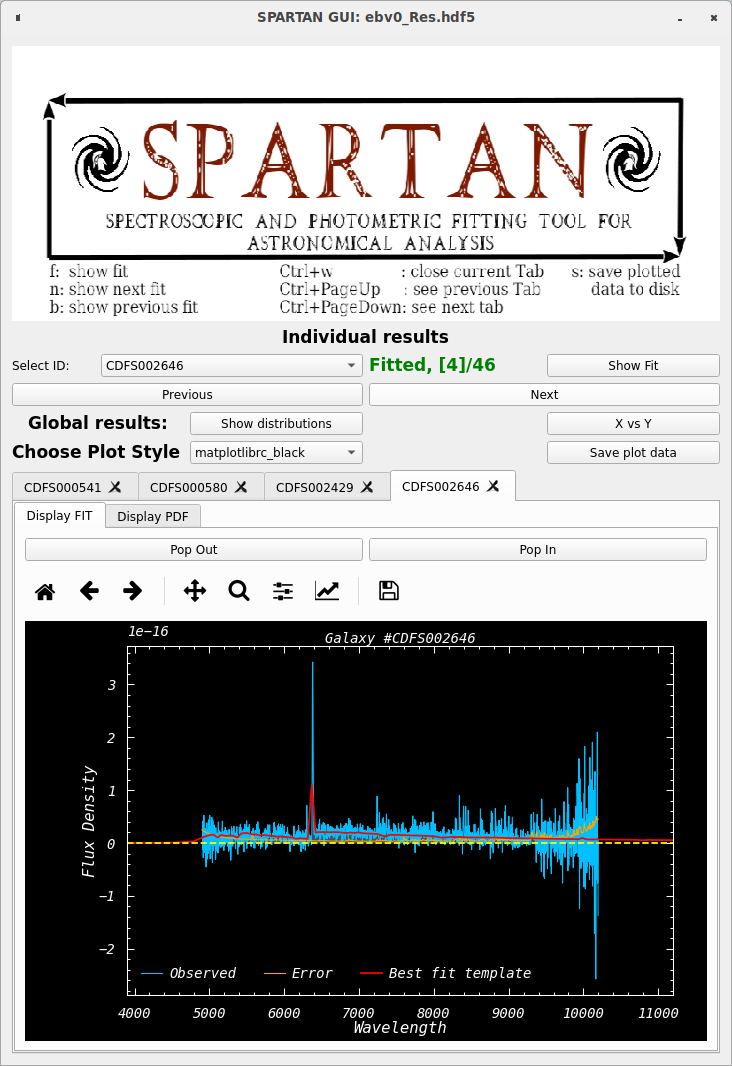 SPARTAN GUI: ebv0_Res.hdf5
SPARTAN
SPECTROSCOPIC AND PHOTOMETRIC FITTING TOOL FOR
ASTRONOMICAL ANALYSIS
f: show fit Ctrl+w : close current Tab s: save plotted
n: show next fit Ctrl+PageUp : see previous Tab data to disk
b: show previous fit Ctrl+PageDown: see next tab
Individual results
Select ID: CDFS002646 Fitted, [4]/46 Show Fit
Previous Next
Global results: Show distributions X vs Y
Choose Plot Style matplotlibrc_black Save plot data
CDFS000541 CDFS000580 CDFS002429 CDFS002646
Display FIT Display PDF
Pop Out Pop In
1e−16
Galaxy #CDFS002646
3
2
1
0
−1
−2
Flux Density
Observed Error Best fit template
4000 5000 6000 7000 8000 9000 10000 11000
Wavelength